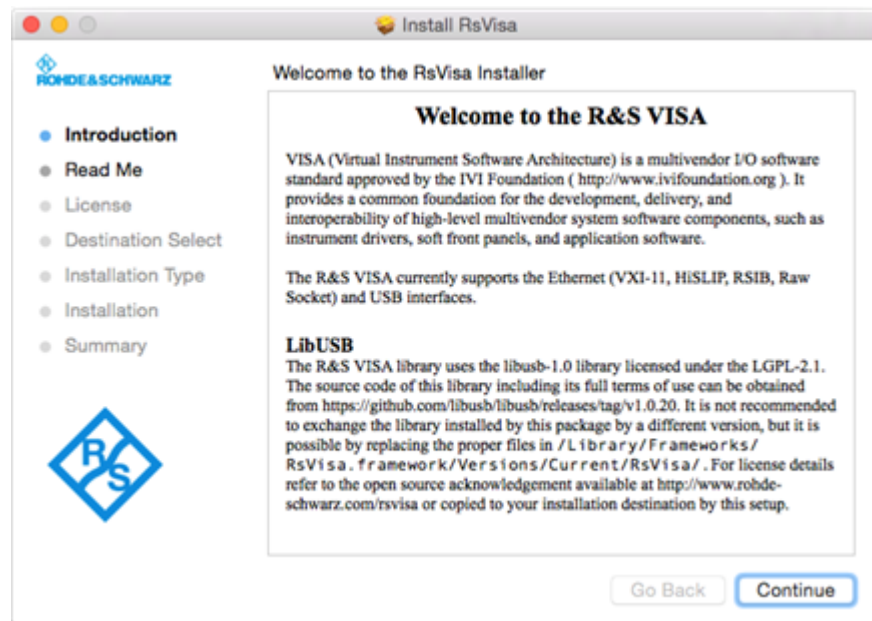 Install RsVisa
ROHDE&SCHWARZ
Welcome to the RsVisa Installer
Introduction
Read Me
License
Destination Select
Installation Type
Installation
Summary
R
S
Welcome to the R&S VISA
VISA (Virtual Instrument Software Architecture) is a multivendor I/O software
standard approved by the IVI Foundation ( http://www.ivifoundation.org ). It
provides a common foundation for the development, delivery, and
interoperability of high-level multivendor system software components, such as
instrument drivers, soft front panels, and application software.
The R&S VISA currently supports the Ethernet (VXI-11, HiSLIP, RSIB, Raw
Socket) and USB interfaces.
LibUSB
The R&S VISA library uses the libusb-1.0 library licensed under the LGPL-2.1.
The source code of this library including its full terms of use can be obtained
from https://github.com/libusb/libusb/releases/tag/v1.0.20. It is not recommended
to exchange the library installed by this package by a different version, but it is
possible by replacing the proper files in /Library/Frameworks/
RsVisa.framework/Versions/Current/RsVisa/. For license details
refer to the open source acknowledgement available at http://www.rohde-
schwarz.com/rsvisa or copied to your installation destination by this setup.
Go Back
Continue